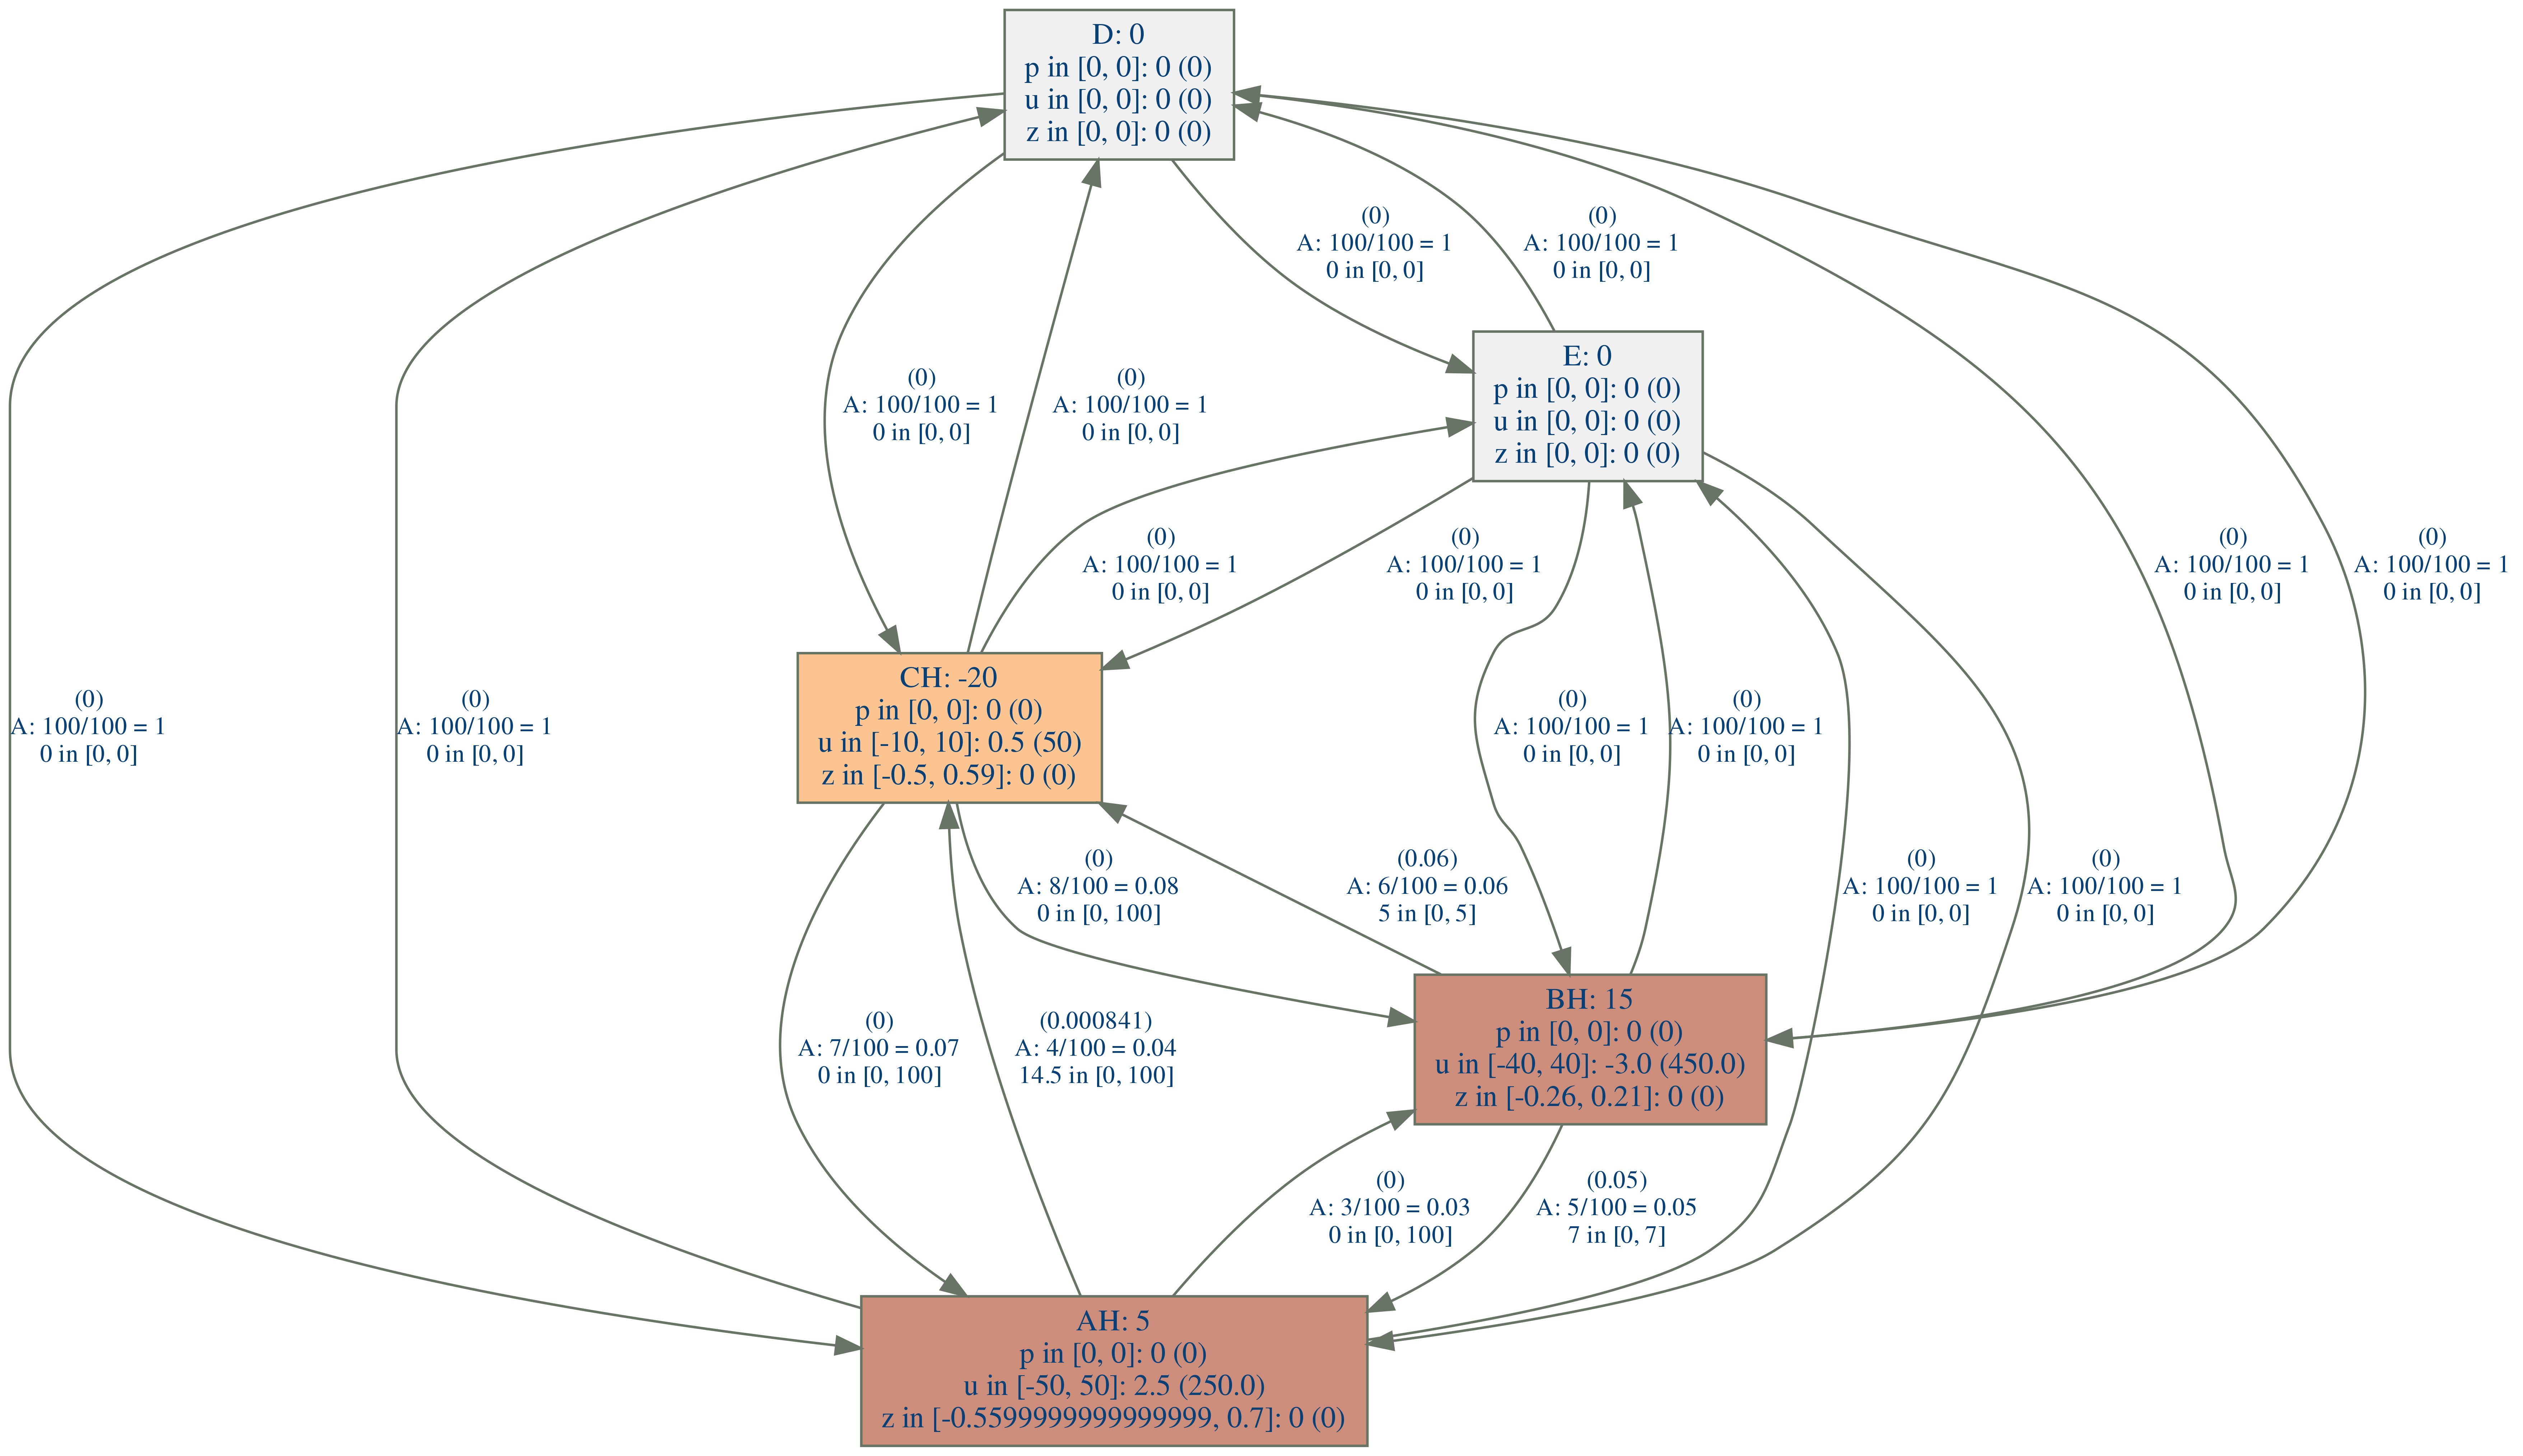 D: 0
p in [0, 0]: 0 (0)
u in [0, 0]: 0 (0)
z in [0, 0]: 0 (0)
(0)
A: 100/100 = 1
0 in [0, 0]
(0)
A: 100/100 = 1
0 in [0, 0]
E: 0
p in [0, 0]: 0 (0)
u in [0, 0]: 0 (0)
z in [0, 0]: 0 (0)
(0)
A: 100/100 = 1
0 in [0, 0]
(0)
A: 100/100 = 1
0 in [0, 0]
(0)
A: 100/100 = 1
0 in [0, 0]
(0)
A: 100/100 = 1
0 in [0, 0]
(0)
A: 100/100 = 1
0 in [0, 0]
(0)
A: 100/100 = 1
0 in [0, 0]
(0)
A: 100/100 = 1
0 in [0, 0]
(0)
A: 100/100 = 1
0 in [0, 0]
CH: -20
p in [0, 0]: 0 (0)
u in [-10, 10]: 0.5 (50)
z in [-0.5, 0.59]: 0 (0)
(0)
A: 100/100 = 1
0 in [0, 0]
(0)
A: 100/100 = 1
0 in [0, 0]
(0)
A: 8/100 = 0.08
0 in [0, 100]
(0.06)
A: 6/100 = 0.06
5 in [0, 5]
(0)
A: 100/100 = 1
0 in [0, 0]
(0)
A: 100/100 = 1
0 in [0, 0]
(0)
A: 7/100 = 0.07
0 in [0, 100]
(0.000841)
A: 4/100 = 0.04
14.5 in [0, 100]
BH: 15
p in [0, 0]: 0 (0)
u in [-40, 40]: -3.0 (450.0)
z in [-0.26, 0.21]: 0 (0)
(0)
A: 3/100 = 0.03
0 in [0, 100]
(0.05)
A: 5/100 = 0.05
7 in [0, 7]
AH: 5
p in [0, 0]: 0 (0)
u in [-50, 50]: 2.5 (250.0)
z in [-0.5599999999999999, 0.7]: 0 (0)